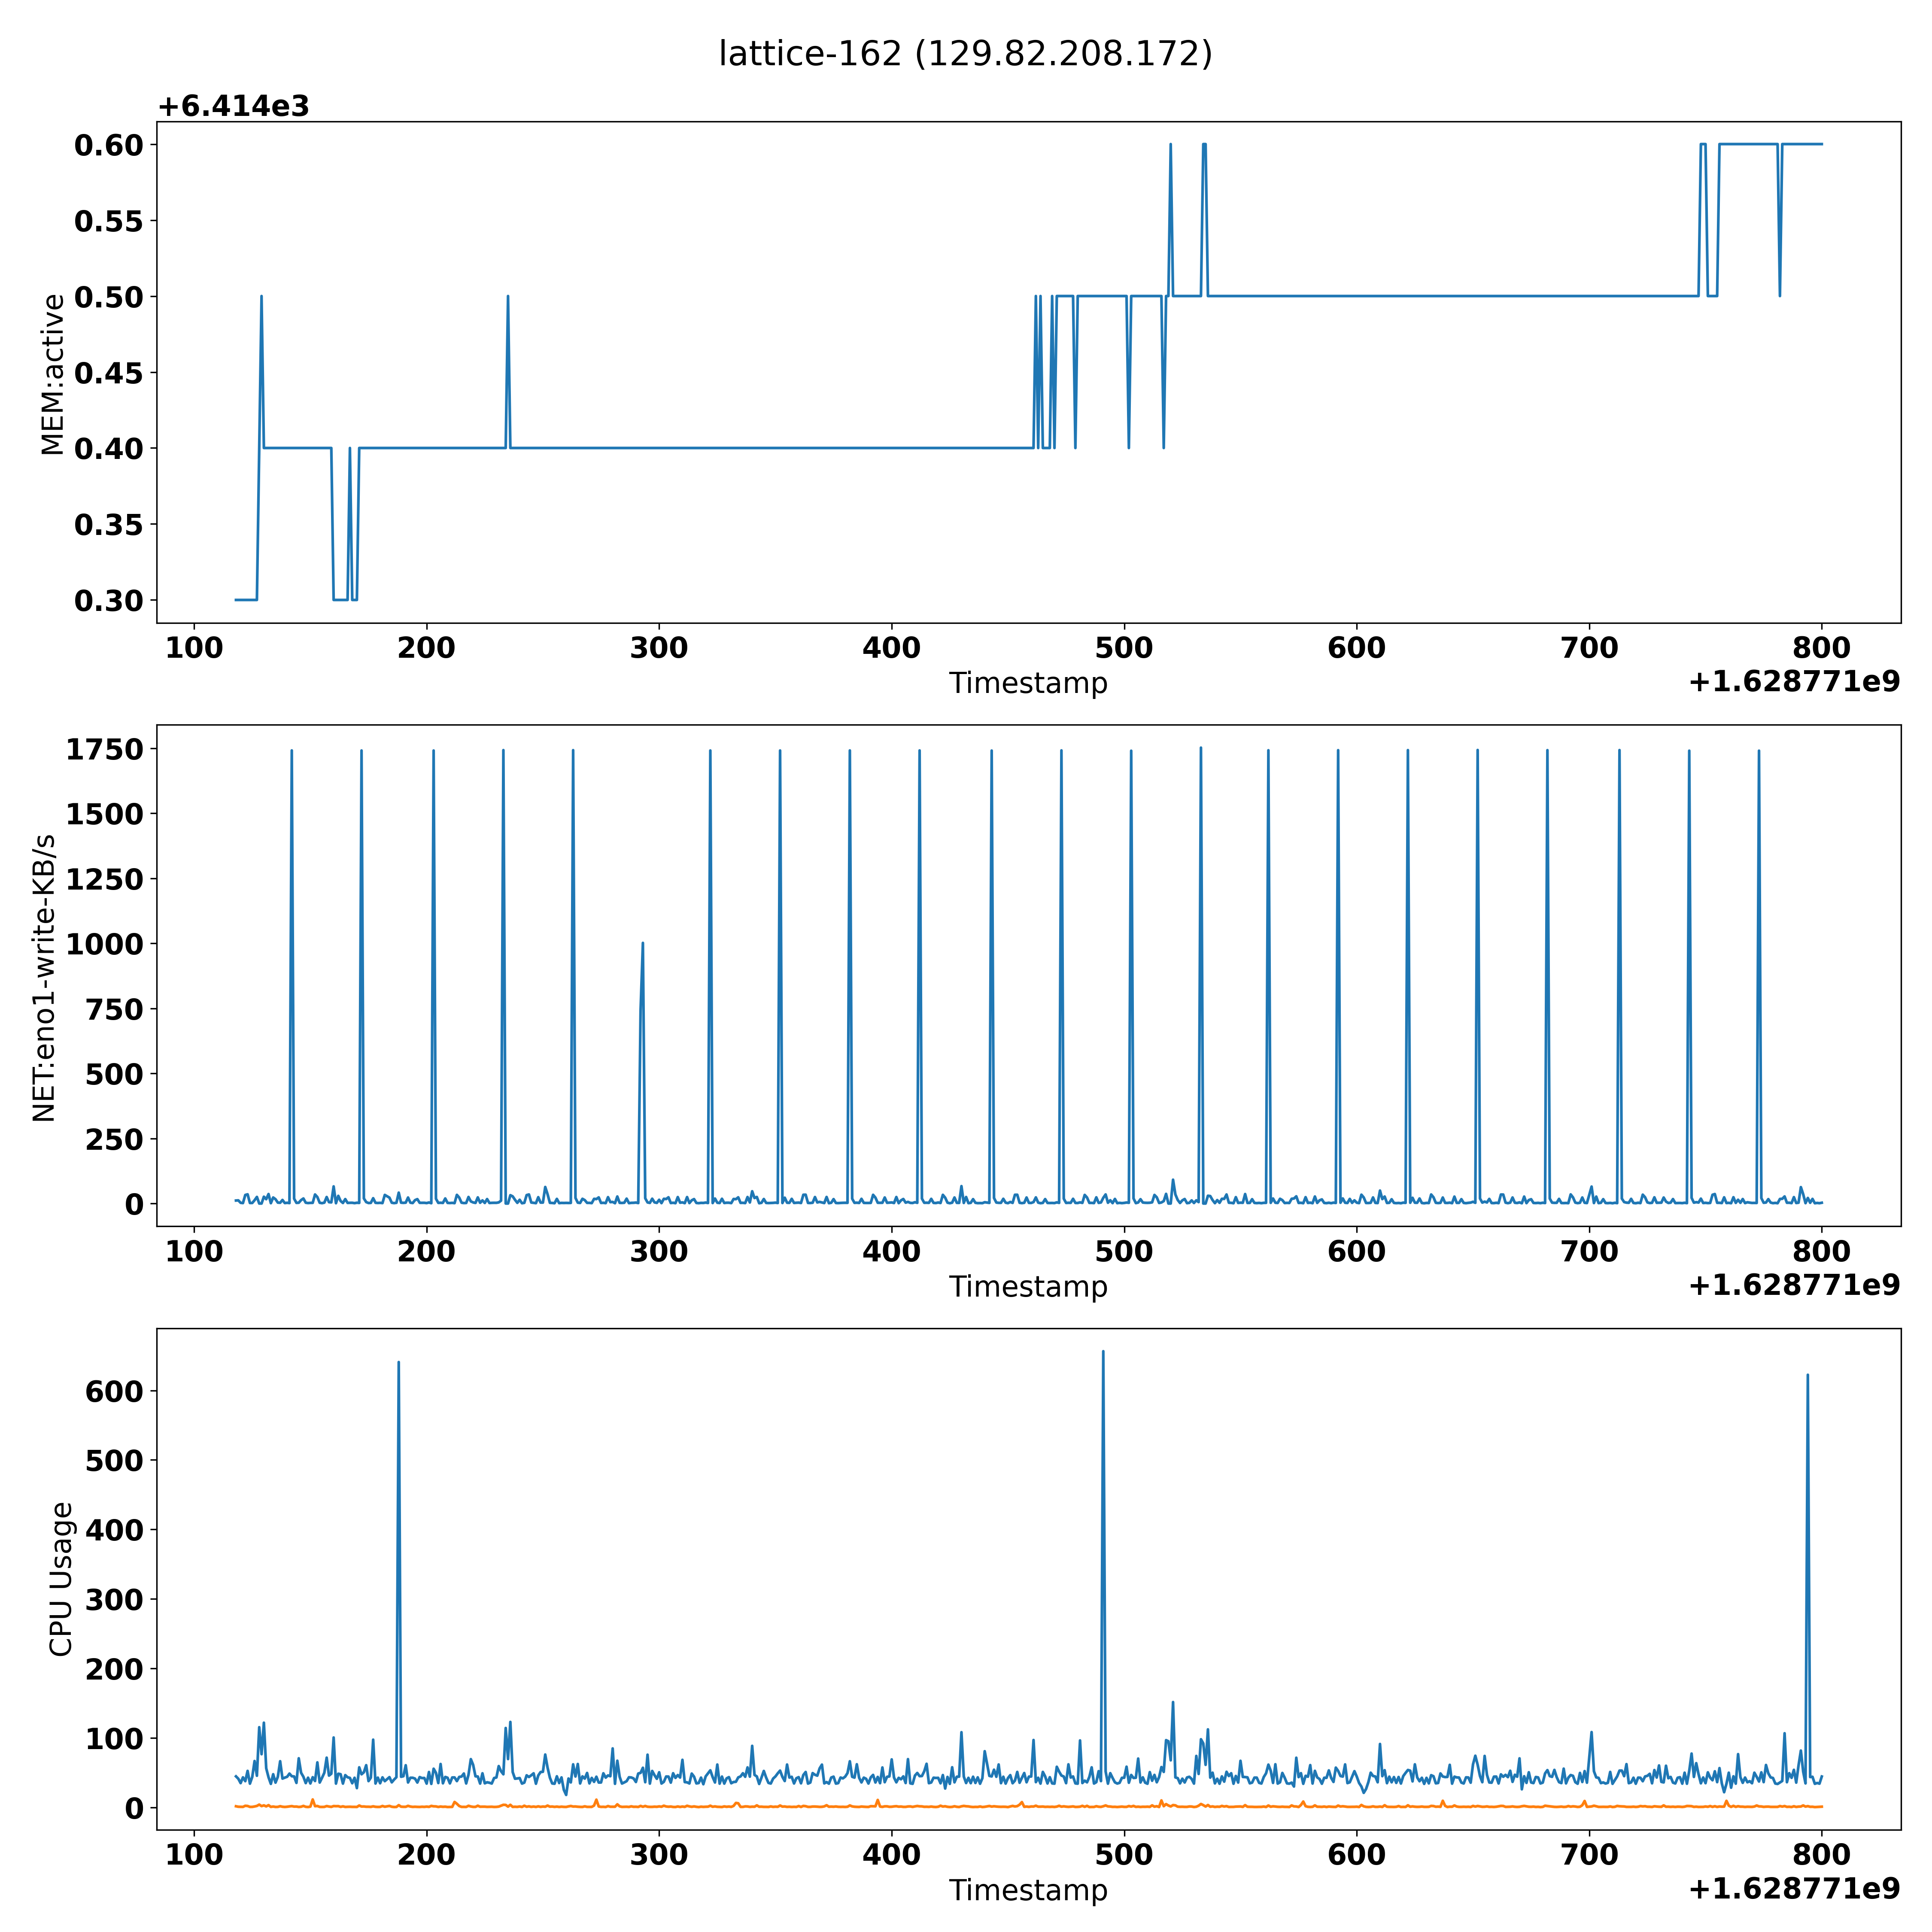 lattice-162 (129.82.208.172)
+6.414e3
0.60
0.55
0.50
0.45
0.40
0.35
0.30
MEM:active
100 200 300 400 500 600 700 800
Timestamp
+1.628771e9
1750
1500
1250
1000
750
500
250
0
NET:eno1-write-KB/s
100 200 300 400 500 600 700 800
Timestamp
+1.628771e9
600
500
400
300
200
100
0
CPU Usage
100 200 300 400 500 600 700 800
Timestamp
+1.628771e9